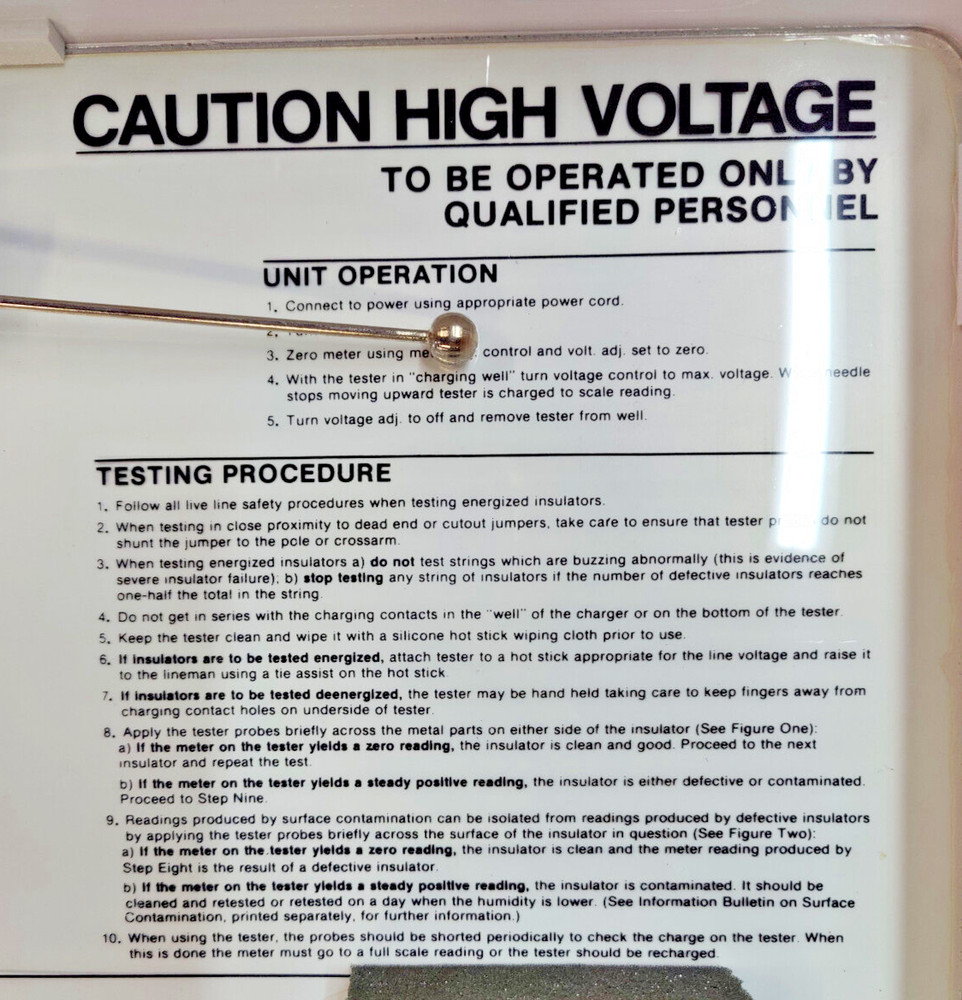 CAUTION HIGH VOLTAGE
TO BE OPERATED ONLY BY
QUALIFIED PERSONNEL
UNIT OPERATION
1. Connect to power using appropriate power cord.
2.
3. Zero meter using control and volt. adj. set to zero.
4. With the tester in "charging well" turn voltage control to max. voltage. needle
stops moving upward tester is charged to scale reading.
5. Turn voltage adj. to off and remove tester from well.
TESTING PROCEDURE
1. Follow all live line safety procedures when testing energized insulators.
2. When testing in close proximity to dead end or cutout jumpers, take care to ensure that tester do not
shunt the jumper to the pole or crossarm.
3. When testing energized insulators a) do not test strings which are buzzing abnormally (this is evidence of
severe insulator failure); b) stop testing any string of insulators if the number of defective insulators reaches
one-half the total in the string.
4. Do not get in series with the charging contacts in the "well" of the charger or on the bottom of the tester.
5. Keep the tester clean and wipe it with a silicone hot stick wiping cloth prior to use.
6. If insulators are to be tested energized, attach tester to a hot stick appropriate for the line voltage and raise it
to the lineman using a tie assist on the hot stick.
7. If insulators are to be tested deenergized, the tester may be hand held taking care to keep fingers away from
charging contact holes on underside of tester.
8. Apply the tester probes briefly across the metal parts on either side of the insulator (See Figure One):
a) If the meter on the tester yields a zero reading, the insulator is clean and good. Proceed to the next
insulator and repeat the test.
b) If the meter on the tester yields a steady positive reading, the insulator is either defective or contaminated.
Proceed to Step Nine.
9. Readings produced by surface contamination can be isolated from readings produced by defective insulators
by applying the tester probes briefly across the surface of the insulator in question (See Figure Two):
a) If the meter on the tester yields a zero reading, the insulator is clean and the meter reading produced by
Step Eight is the result of a defective insulator.
b) If the meter on the tester yields a steady positive reading, the insulator is contaminated. It should be
cleaned and retested or retested on a day when the humidity is lower. (See Information Bulletin on Surface
Contamination, printed separately, for further information.)
10. When using the tester, the probes should be shorted periodically to check the charge on the tester. When
this is done the meter must go to a full scale reading or the tester should be recharged.